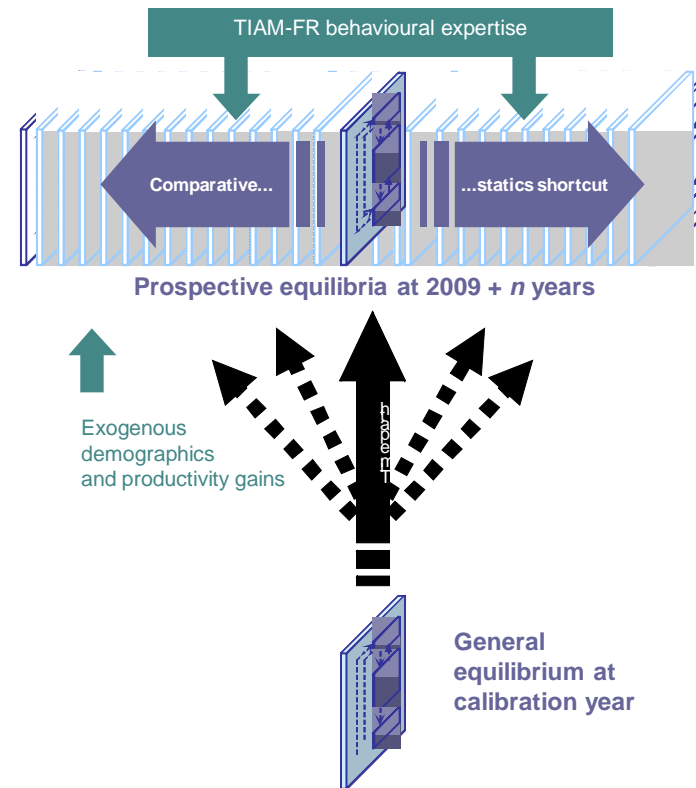 TIAM-FR behavioural expertise
Comparative...
...statics shortcut
Prospective equilibria at 2009 + n years
Exogenous
demographics
and productivity gains
General
equilibrium at
calibration year